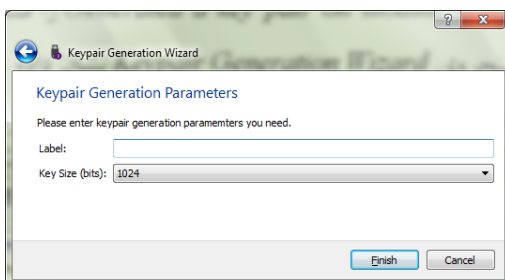 Keypair Generation Wizard
Keypair Generation Parameters
Please enter keypair generation paramemters you need.
Label:
Key Size (bits): 1024
Finish Cancel